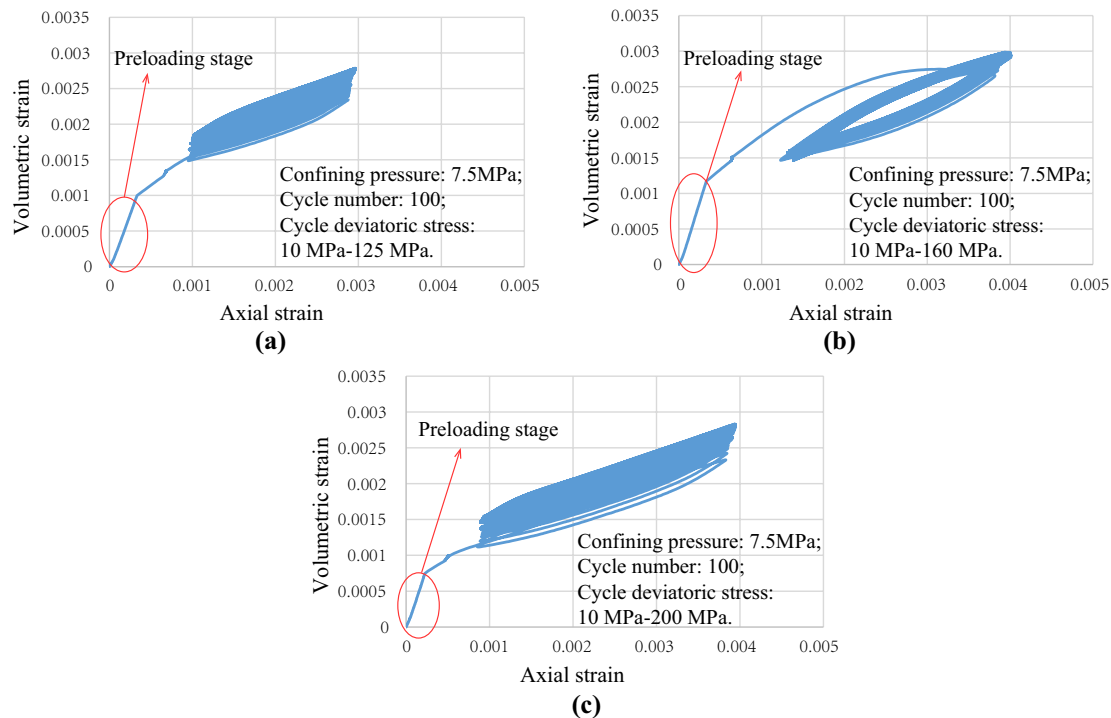 0.0035
0.003
0.0025
0.002
0.0015
0.001
0.0005
0
Volumetric strain
Preloading stage
Confining pressure: 7.5MPa;
Cycle number: 100;
Cycle deviatoric stress:
10 MPa-125 MPa.
0 0.001 0.002 0.003 0.004 0.005
Axial strain
(a)
0.0035
0.003
0.0025
0.002
0.0015
0.001
0.0005
0
Volumetric strain
Preloading stage
Confining pressure: 7.5MPa;
Cycle number: 100;
Cycle deviatoric stress:
10 MPa-160 MPa.
0 0.001 0.002 0.003 0.004 0.005
Axial strain
(b)
0.0035
0.003
0.0025
0.002
0.0015
0.001
0.0005
0
Volumetric strain
Preloading stage
Confining pressure: 7.5MPa;
Cycle number: 100;
Cycle deviatoric stress:
10 MPa-200 MPa.
0 0.001 0.002 0.003 0.004 0.005
Axial strain
(c)